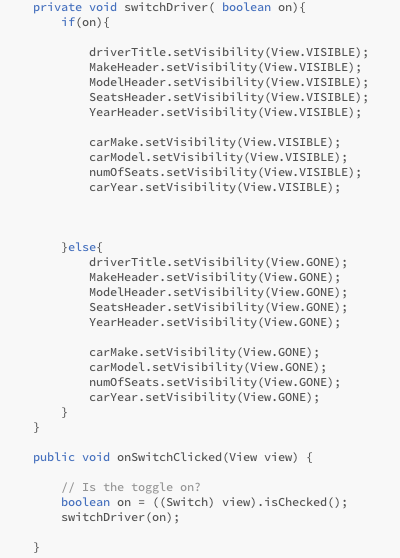 private void switchDriver( boolean on){
if(on){
driverTitle.setVisibility(View.VISIBLE);
MakeHeader.setVisibility(View.VISIBLE);
ModelHeader.setVisibility(View.VISIBLE);
SeatsHeader.setVisibility(View.VISIBLE);
YearHeader.setVisibility(View.VISIBLE);
carMake.setVisibility(View.VISIBLE);
carModel.setVisibility(View.VISIBLE);
numOfSeats.setVisibility(View.VISIBLE);
carYear.setVisibility(View.VISIBLE);
}else{
driverTitle.setVisibility(View.GONE);
MakeHeader.setVisibility(View.GONE);
ModelHeader.setVisibility(View.GONE);
SeatsHeader.setVisibility(View.GONE);
YearHeader.setVisibility(View.GONE);
carMake.setVisibility(View.GONE);
carModel.setVisibility(View.GONE);
numOfSeats.setVisibility(View.GONE);
carYear.setVisibility(View.GONE);
}
}
public void onSwitchClicked(View view) {
// Is the toggle on?
boolean on = ((Switch) view).isChecked();
switchDriver(on);
}